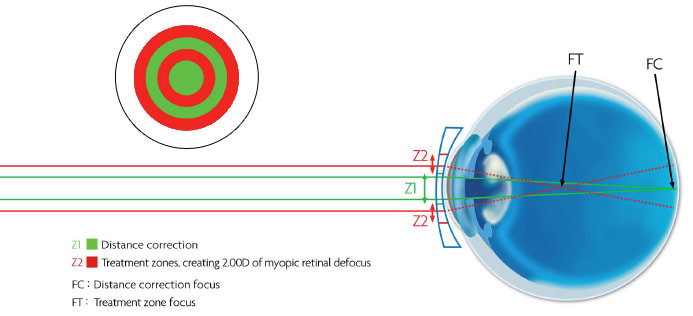 FT
FC
Z2
Z1
Z2
Z1 Distance correction
Z2 Treatment zones, creating 2.00D of myopic retinal defocus
FC : Distance correction focus
FT : Treatment zone focus